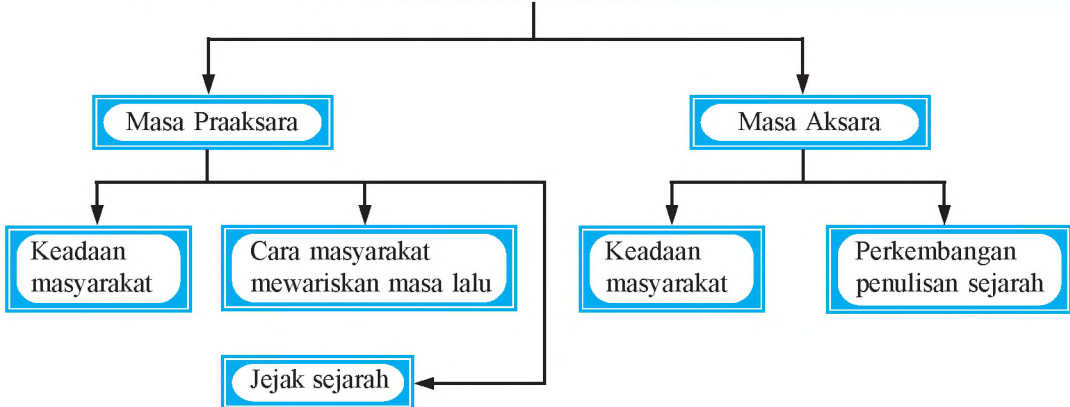 Masa Praaksara
Masa Aksara
Keadaan
masyarakat
Cara masyarakat
mewariskan masa lalu
Keadaan
masyarakat
Perkembangan
penulisan sejarah
Jejak sejarah